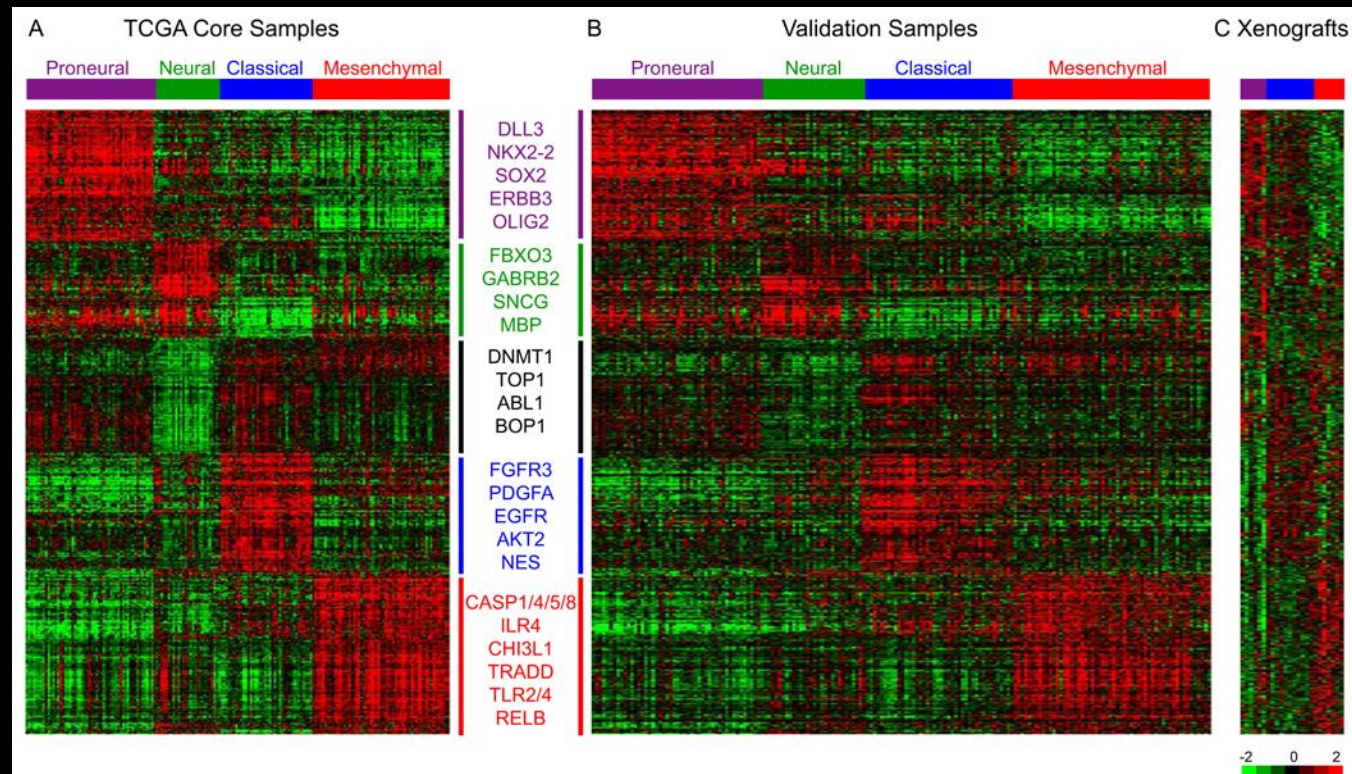 A TCGA Core Samples B Validation Samples C Xenografts
Proneural Neural Classical Mesenchymal Proneural Neural Classical Mesenchymal
DLL3
NKX2-2
SOX2
ERBB3
OLIG2
FBXO3
GABRB2
SNCG
MBP
DNMT1
TOP1
ABL1
BOP1
FGFR3
PDGFA
EGFR
AKT2
NES
CASP1/4/5/8
ILR4
CHI3L1
TRADD
TLR2/4
RELB
-2 0 2